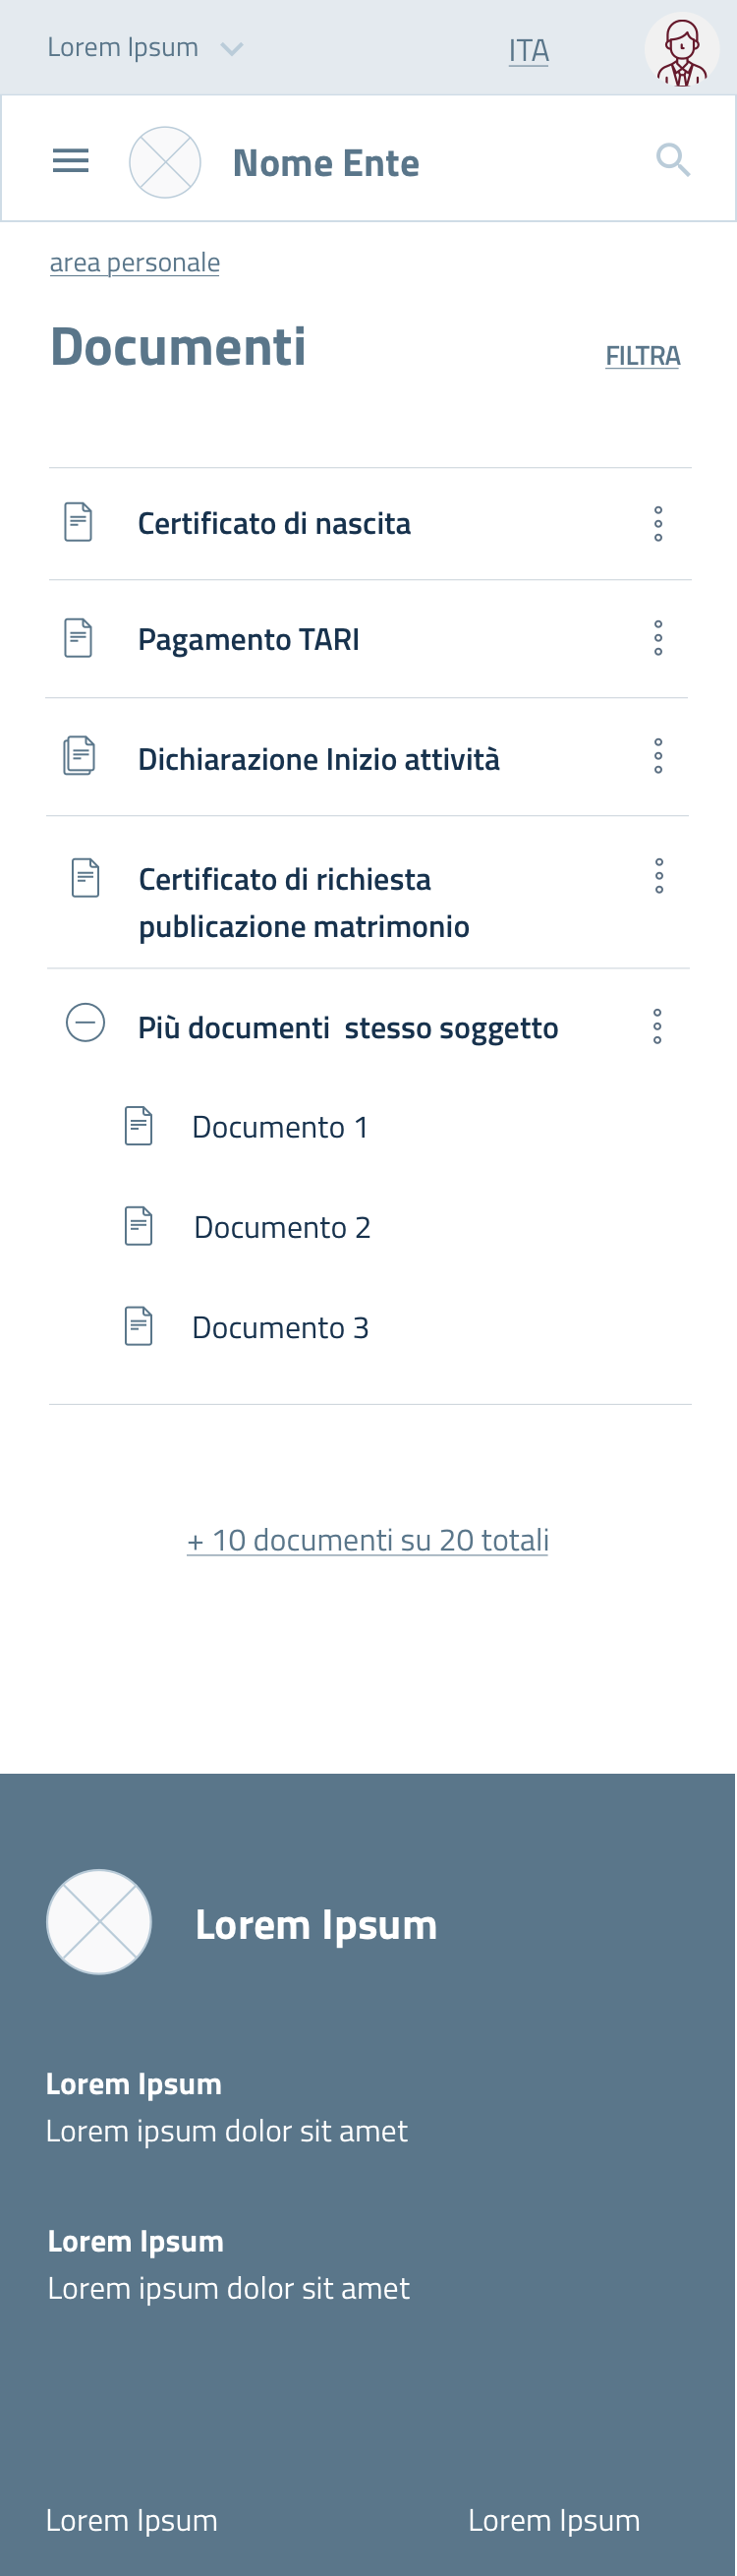 Lorem Ipsum ITA
Nome Ente
area personale
Documenti FILTRA
Certificato di nascita
Pagamento TARI
Dichiarazione Inizio attività
Certificato di richiesta
publicazione matrimonio
Più documenti  stesso soggetto
Documento 1
Documento 2
Documento 3
+ 10 documenti su 20 totali
Lorem Ipsum
Lorem Ipsum
Lorem ipsum dolor sit amet
Lorem Ipsum
Lorem ipsum dolor sit amet
Lorem Ipsum Lorem Ipsum